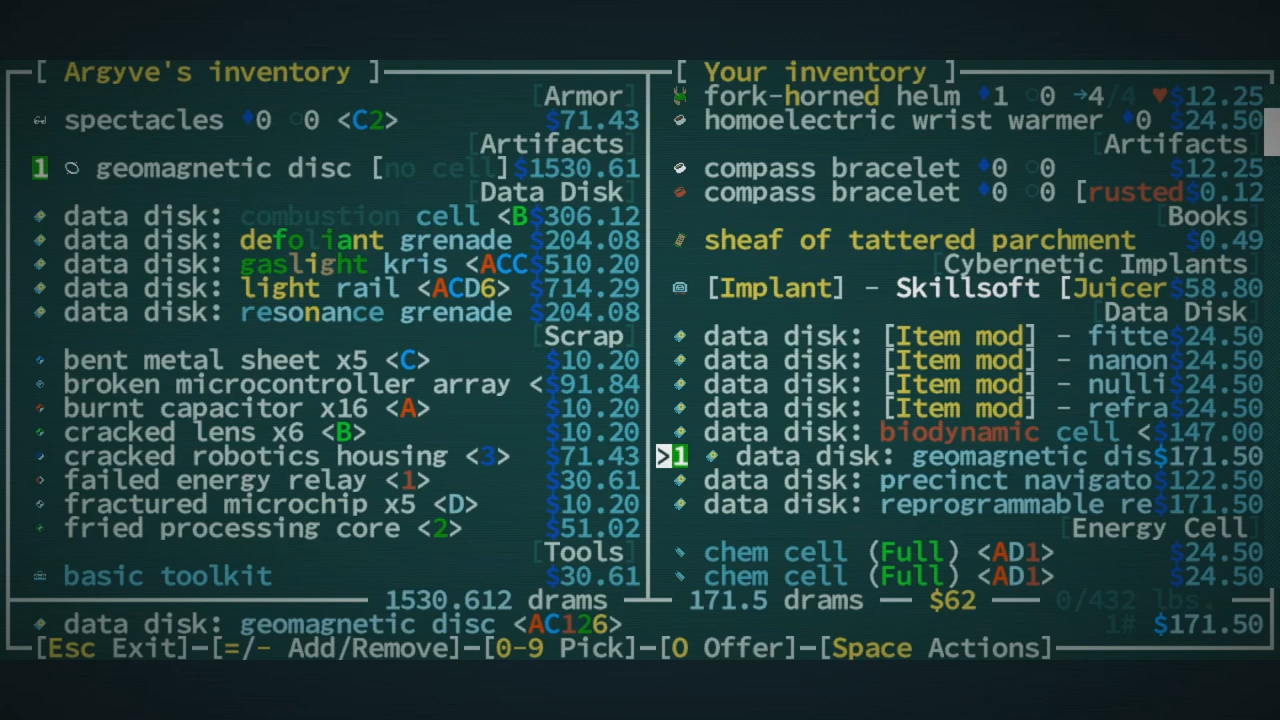 [ Argyve's inventory ]
[Armor]
spectacles ♦0 ○0 <C2> $71.43
[Artifacts]
1 geomagnetic disc [no cell] $1530.61
[Data Disk]
data disk: combustion cell <B $306.12
data disk: defoliant grenade $204.08
data disk: gaslight kris <ACC $510.20
data disk: light rail <ACD6> $714.29
data disk: resonance grenade $204.08
[Scrap]
bent metal sheet x5 <C> $10.20
broken microcontroller array < $91.84
burnt capacitor x16 <A> $10.20
cracked lens x6 <B> $10.20
cracked robotics housing <3> $71.43
failed energy relay <1> $30.61
fractured microchip x5 <D> $10.20
fried processing core <2> $51.02
[Tools]
basic toolkit $30.61
1530.612 drams
[ Your inventory ]
fork-horned helm ♦1 ○0 →4/4 ♥ $12.25
homoelectric wrist warmer ♦0 $24.50
[Artifacts]
compass bracelet ♦0 ○0 $12.25
compass bracelet ♦0 ○0 [rusted $0.12
[Books]
sheaf of tattered parchment $0.49
[Cybernetic Implants]
[Implant] - Skillsoft [Juicer $58.80
[Data Disk]
data disk: [Item mod] - fitte $24.50
data disk: [Item mod] - nanon $24.50
data disk: [Item mod] - nulli $24.50
data disk: [Item mod] - refra $24.50
data disk: biodynamic cell < $147.00
>1 data disk: geomagnetic dis $171.50
data disk: precinct navigato $122.50
data disk: reprogrammable re $171.50
[Energy Cell]
chem cell (Full) <AD1> $24.50
chem cell (Full) <AD1> $24.50
171.5 drams — $62 — 0/432 lbs.
data disk: geomagnetic disc <AC126> 1# $171.50
[Esc Exit]-[=/- Add/Remove]-[0-9 Pick]-[O Offer]-[Space Actions]